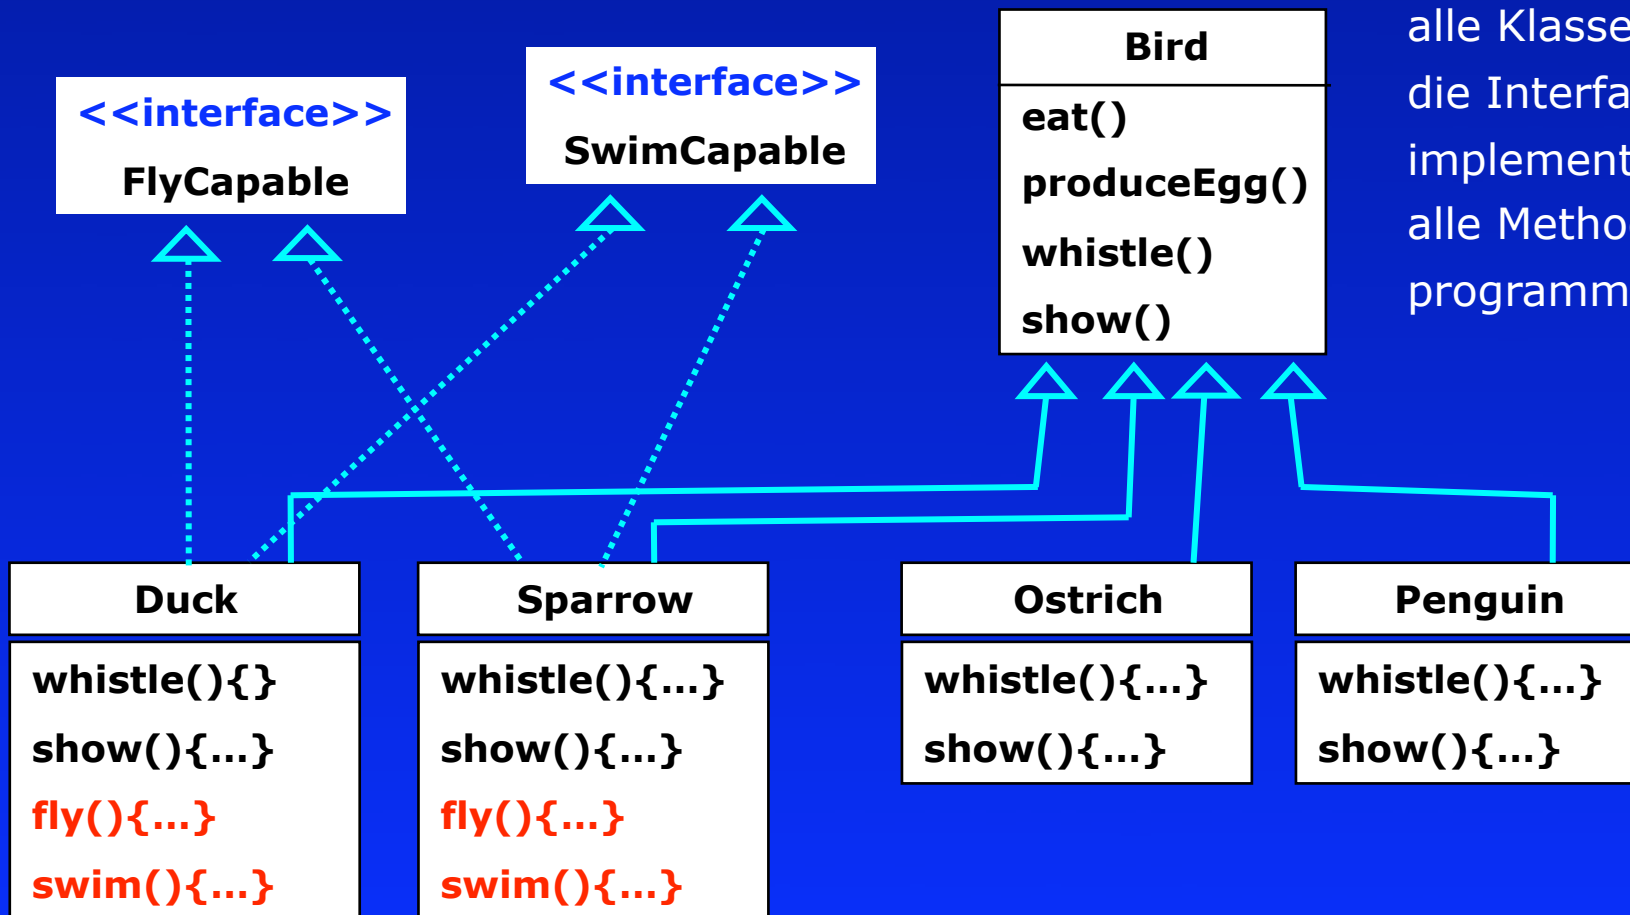 <<interface>>
FlyCapable
<<interface>>
SwimCapable
Bird
eat()
produceEgg()
whistle()
show()
alle Klasse
die Interfa
implement
alle Metho
programm
Duck
whistle(){}
show(){…}
fly(){…}
swim(){…}
Sparrow
whistle(){…}
show(){…}
fly(){…}
swim(){…}
Ostrich
whistle(){…}
show(){…}
Penguin
whistle(){…}
show(){…}